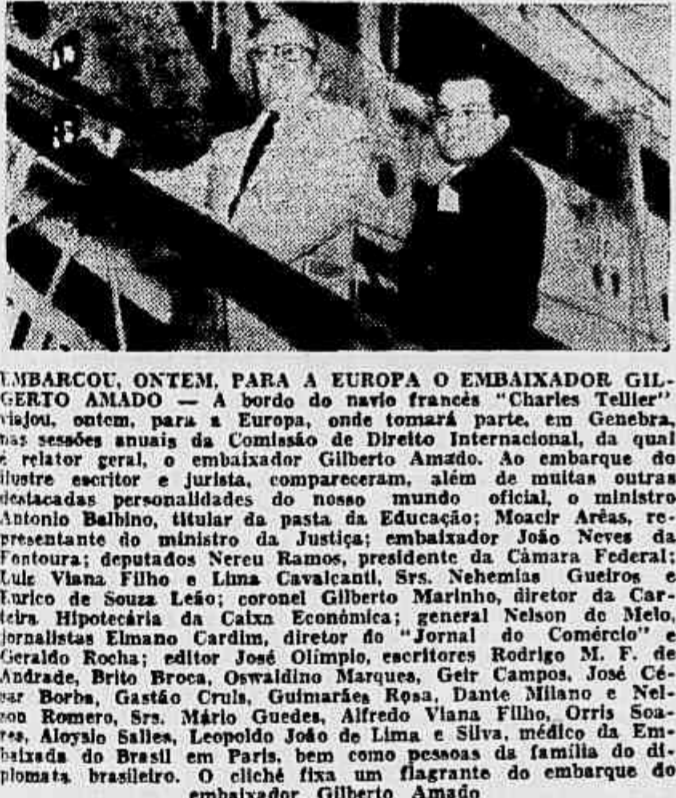 EMBARCOU, ONTEM, PARA A EUROPA O EMBAIXADOR GIL-
GERTO AMADO — A bordo do navio francês "Charles Tellier"
viajou, ontem, para a Europa, onde tomará parte, em Genebra,
nas sessões anuais da Comissão de Direito Internacional, da qual
é relator geral, o embaixador Gilberto Amado. Ao embarque do
ilustre escritor e jurista, compareceram, além de muitas outras
destacadas personalidades do nosso mundo oficial, o ministro
Antonio Balbino, titular da pasta da Educação; Moacir Arêas, re-
presentante do ministro da Justiça; embaixador João Neves da
Fontoura; deputados Nereu Ramos, presidente da Câmara Federal;
Luiz Viana Filho e Lima Cavalcanti, Srs. Nehemias Gueiros e
Eurico de Souza Leão; coronel Gilberto Marinho, diretor da Car-
teira Hipotecária da Caixa Econômica; general Nelson de Melo,
jornalistas Elmano Cardim, diretor do "Jornal do Comércio" e
Geraldo Rocha; editor José Olímpio, escritores Rodrigo M. F. de
Andrade, Brito Broca, Oswaldino Marques, Geir Campos, José Cé-
sar Borba, Gastão Cruls, Guimarães Rosa, Dante Milano e Nel-
son Romero, Srs. Mário Guedes, Alfredo Viana Filho, Orris Soa-
res, Aloysio Salles, Leopoldo João de Lima e Silva, médico da Em-
baixada do Brasil em Paris, bem como pessoas da família do di-
plomata brasileiro. O cliché fixa um flagrante do embarque do
embaixador Gilberto Amado